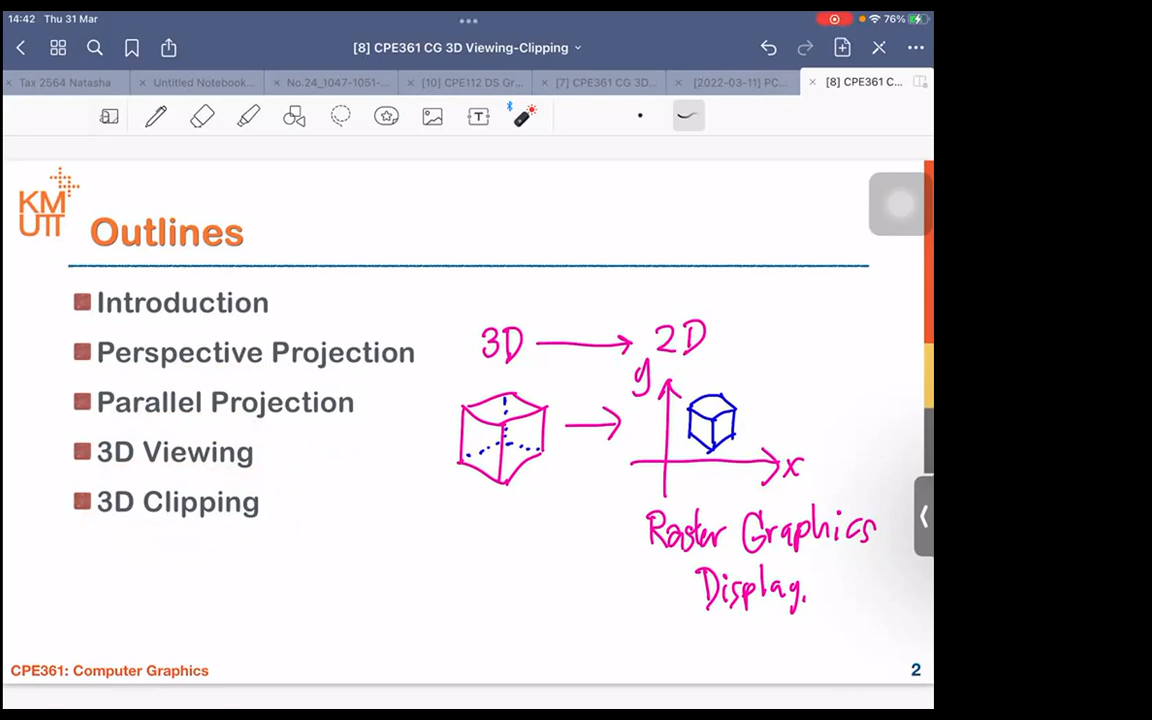 14:42 Thu 31 Mar
76%
[8] CPE361 CG 3D Viewing-Clipping
Tax 2564 Natasha
Untitled Notebook...
No.24_1047-1051-...
[10] CPE112 DS Gr...
[7] CPE361 CG 3D...
[2022-03-11] PC...
[8] CPE361 C...
T
KM
UTT
Outlines
Introduction
Perspective Projection
Parallel Projection
3D Viewing
3D Clipping
3D 2D
y
x
Raster Graphics
Display.
CPE361: Computer Graphics
2